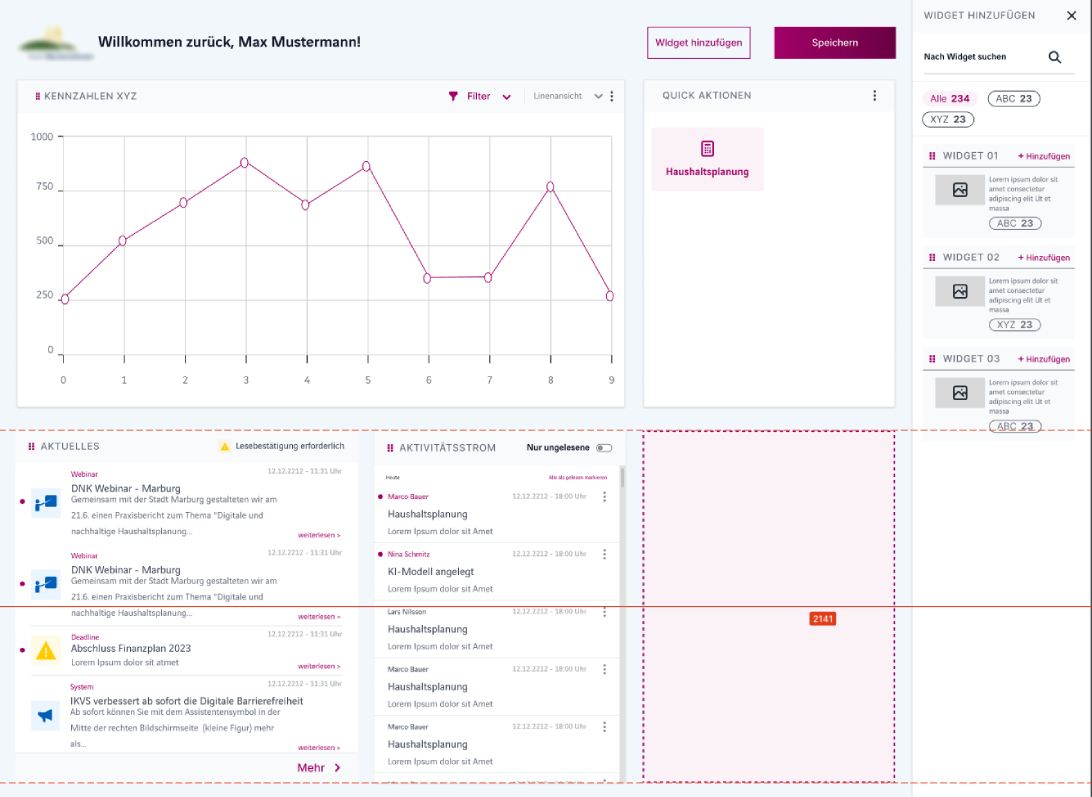 Willkommen zurück, Max Mustermann!
Widget hinzufügen
Speichern
KENNZAHLEN XYZ
Filter
Linenansicht
1000
750
500
250
0
0 1 2 3 4 5 6 7 8 9
QUICK AKTIONEN
Haushaltsplanung
AKTUELLES
Lesebestätigung erforderlich
Webinar
12.12.2212 - 11:31 Uhr
DNK Webinar - Marburg
Gemeinsam mit der Stadt Marburg gestalteten wir am
21.6. einen Praxisbericht zum Thema "Digitale und
nachhaltige Haushaltsplanung...
weiterlesen >
Webinar
12.12.2212 - 11:31 Uhr
DNK Webinar - Marburg
Gemeinsam mit der Stadt Marburg gestalteten wir am
21.6. einen Praxisbericht zum Thema "Digitale und
nachhaltige Haushaltsplanung...
weiterlesen >
Deadline
12.12.2212 - 11:31 Uhr
Abschluss Finanzplan 2023
Lorem Ipsum dolor sit atmet
weiterlesen >
System
12.12.2212 - 11:31 Uhr
IKVS verbessert ab sofort die Digitale Barrierefreiheit
Ab sofort können Sie mit dem Assistentensymbol in der
Mitte der rechten Bildschirmseite (kleine Figur) mehr
als...
weiterlesen >
Mehr
AKTIVITÄTSSTROM
Nur ungelesene
Heute
Alle als gelesen markieren
Marco Bauer
12.12.2212 - 18:00 Uhr
Haushaltsplanung
Lorem Ipsum dolor sit Amet
Nina Schmitz
12.12.2212 - 18:00 Uhr
KI-Modell angelegt
Lorem Ipsum dolor sit Amet
Lars Nilsson
12.12.2212 - 18:00 Uhr
Haushaltsplanung
Lorem Ipsum dolor sit Amet
Marco Bauer
12.12.2212 - 18:00 Uhr
Haushaltsplanung
Lorem Ipsum dolor sit Amet
Marco Bauer
12.12.2212 - 18:00 Uhr
Haushaltsplanung
Lorem Ipsum dolor sit Amet
2141
WIDGET HINZUFÜGEN
Nach Widget suchen
Alle 234
ABC 23
XYZ 23
WIDGET 01
+ Hinzufügen
Lorem ipsum dolor sit
amet consectetur
adipiscing elit Ut et
massa
ABC 23
WIDGET 02
+ Hinzufügen
Lorem ipsum dolor sit
amet consectetur
adipiscing elit Ut et
massa
XYZ 23
WIDGET 03
+ Hinzufügen
Lorem ipsum dolor sit
amet consectetur
adipiscing elit Ut et
massa
ABC 23